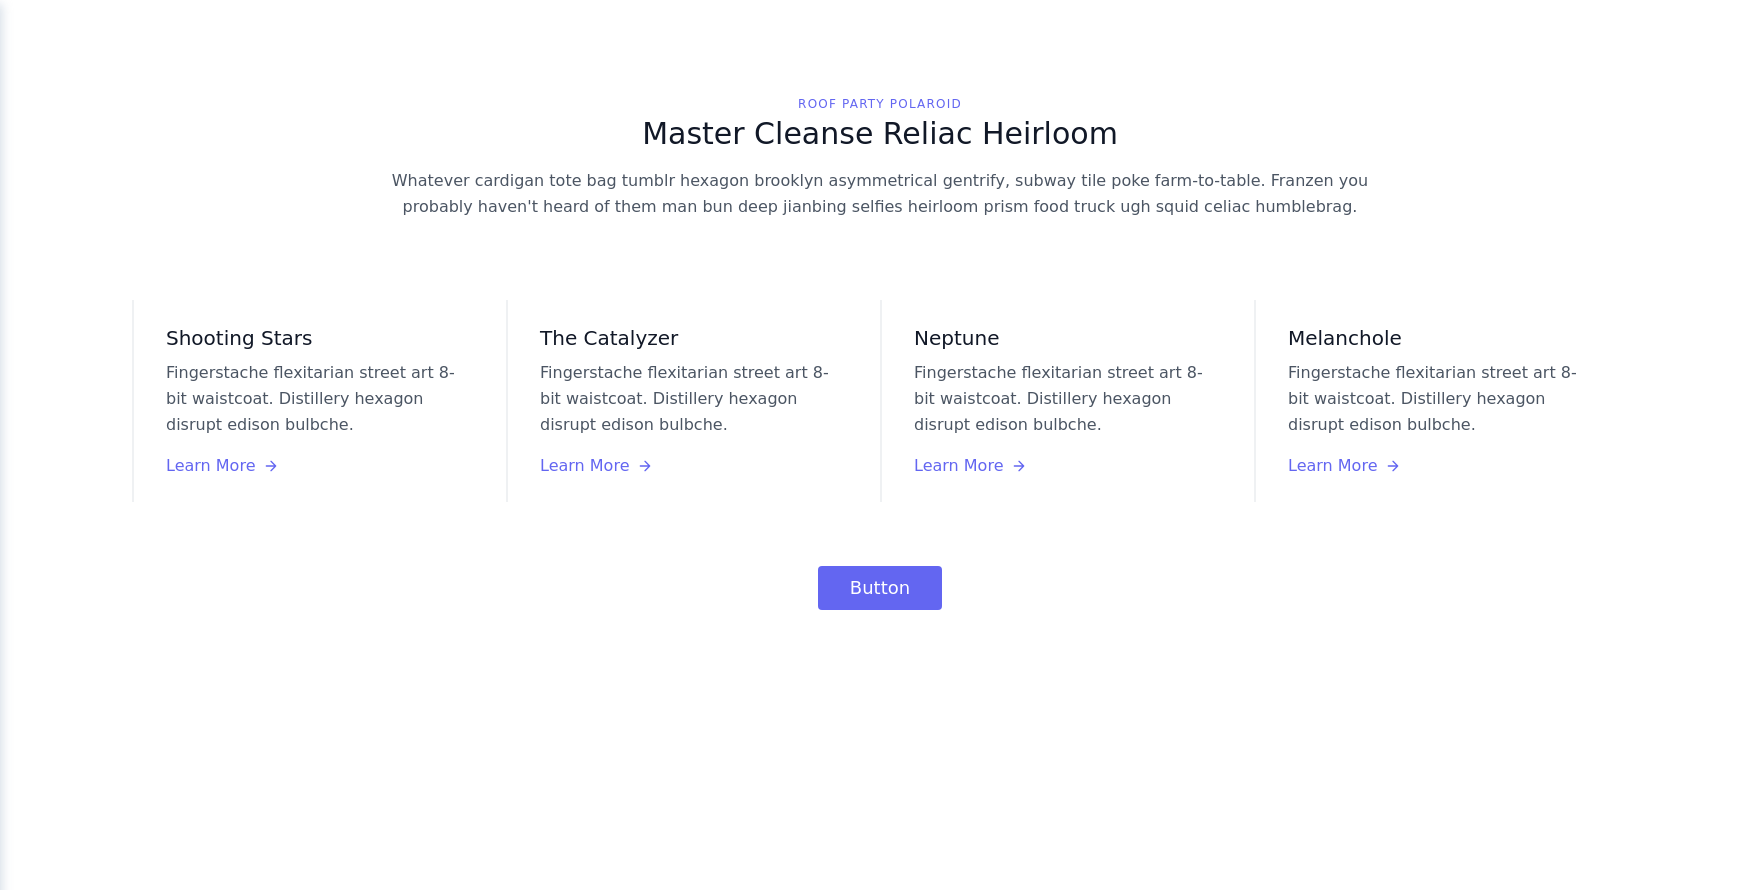 ROOF PARTY POLAROID
Master Cleanse Reliac Heirloom
Whatever cardigan tote bag tumblr hexagon brooklyn asymmetrical gentrify, subway tile poke farm-to-table. Franzen you
probably haven't heard of them man bun deep jianbing selfies heirloom prism food truck ugh squid celiac humblebrag.
Shooting Stars
Fingerstache flexitarian street art 8-
bit waistcoat. Distillery hexagon
disrupt edison bulbche.
Learn More →
The Catalyzer
Fingerstache flexitarian street art 8-
bit waistcoat. Distillery hexagon
disrupt edison bulbche.
Learn More →
Neptune
Fingerstache flexitarian street art 8-
bit waistcoat. Distillery hexagon
disrupt edison bulbche.
Learn More →
Melanchole
Fingerstache flexitarian street art 8-
bit waistcoat. Distillery hexagon
disrupt edison bulbche.
Learn More →
Button